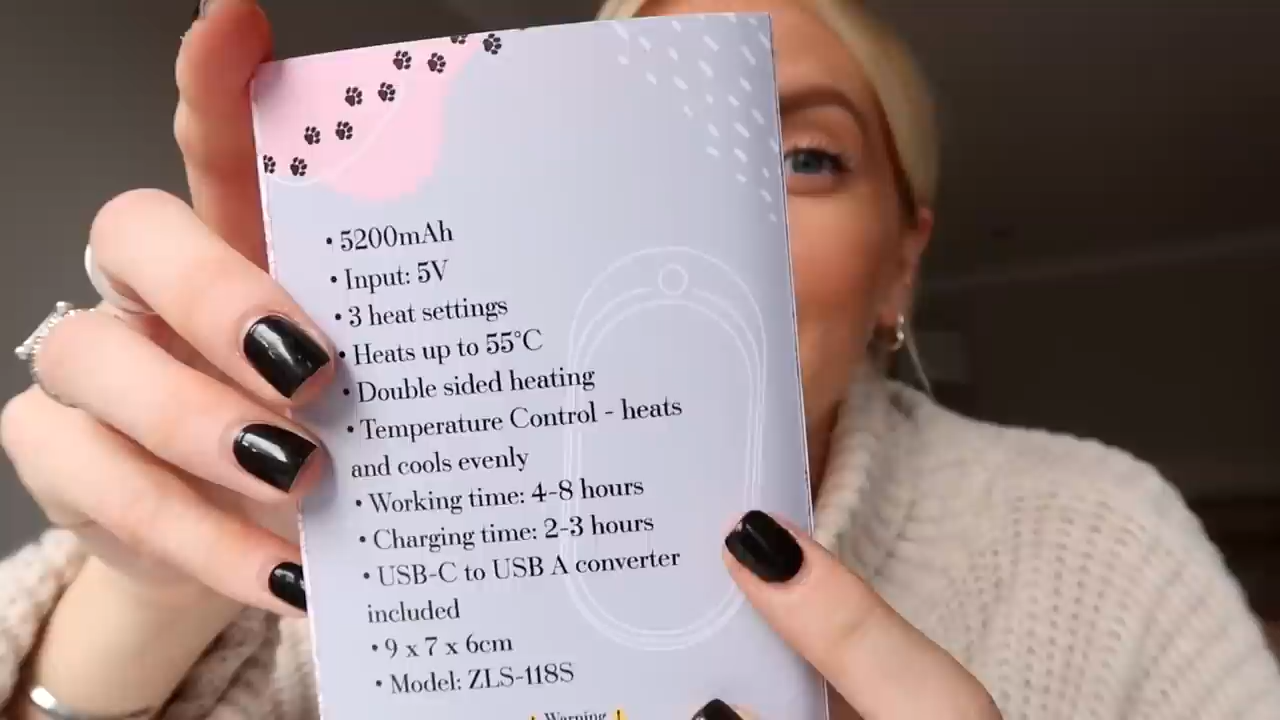 • 5200mAh
• Input: 5V
• 3 heat settings
• Heats up to 55°C
• Double sided heating
• Temperature Control - heats
and cools evenly
• Working time: 4-8 hours
• Charging time: 2-3 hours
• USB-C to USB A converter
included
• 9 x 7 x 6cm
• Model: ZLS-118S
Warning